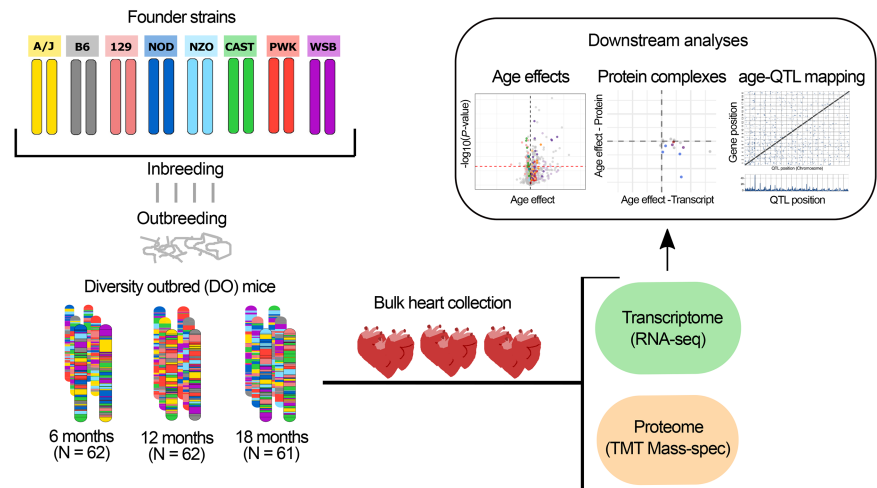 Founder strains
A/J B6 129 NOD NZO CAST PWK WSB
Inbreeding
Outbreeding
Diversity outbred (DO) mice
6 months
(N = 62)
12 months
(N = 62)
18 months
(N = 61)
Bulk heart collection
Transcriptome
(RNA-seq)
Proteome
(TMT Mass-spec)
Downstream analyses
Age effects
-log10(P-value)
Age effect
Protein complexes
Age effect - Protein
Age effect -Transcript
age-QTL mapping
Gene position
QTL position (Chromosome)
QTL position